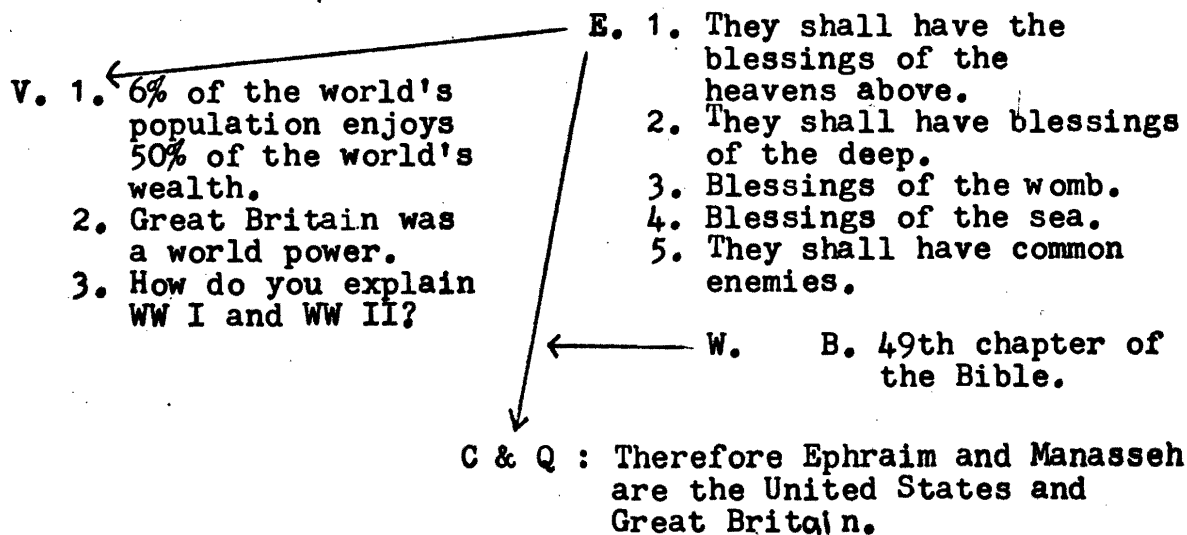 E. 1. They shall have the
blessings of the
heavens above.
2. They shall have blessings
of the deep.
3. Blessings of the womb.
4. Blessings of the sea.
5. They shall have common
enemies.
V. 1. 6% of the world's
population enjoys
50% of the world's
wealth.
2. Great Britain was
a world power.
3. How do you explain
WW I and WW II?
W. B. 49th chapter of
the Bible.
C & Q : Therefore Ephraim and Manasseh
are the United States and
Great Britain.